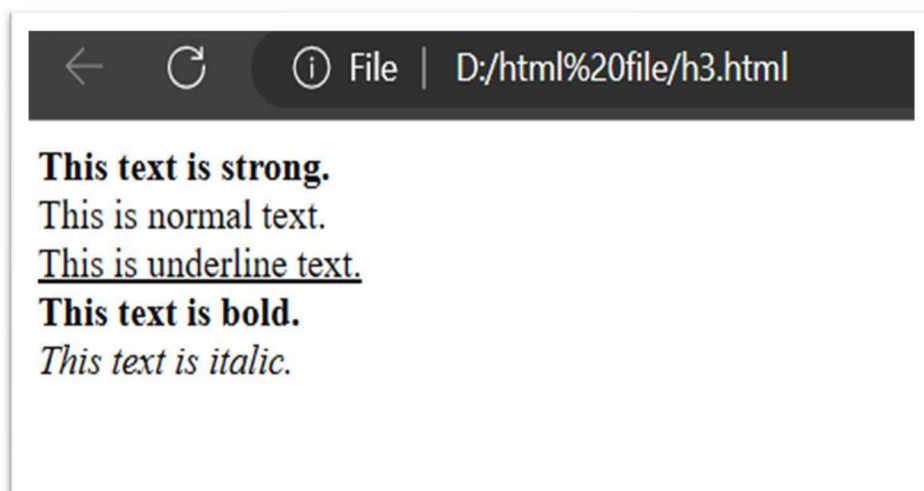 File | D:/html%20file/h3.html
This text is strong.
This is normal text.
This is underline text.
This text is bold.
This text is italic.